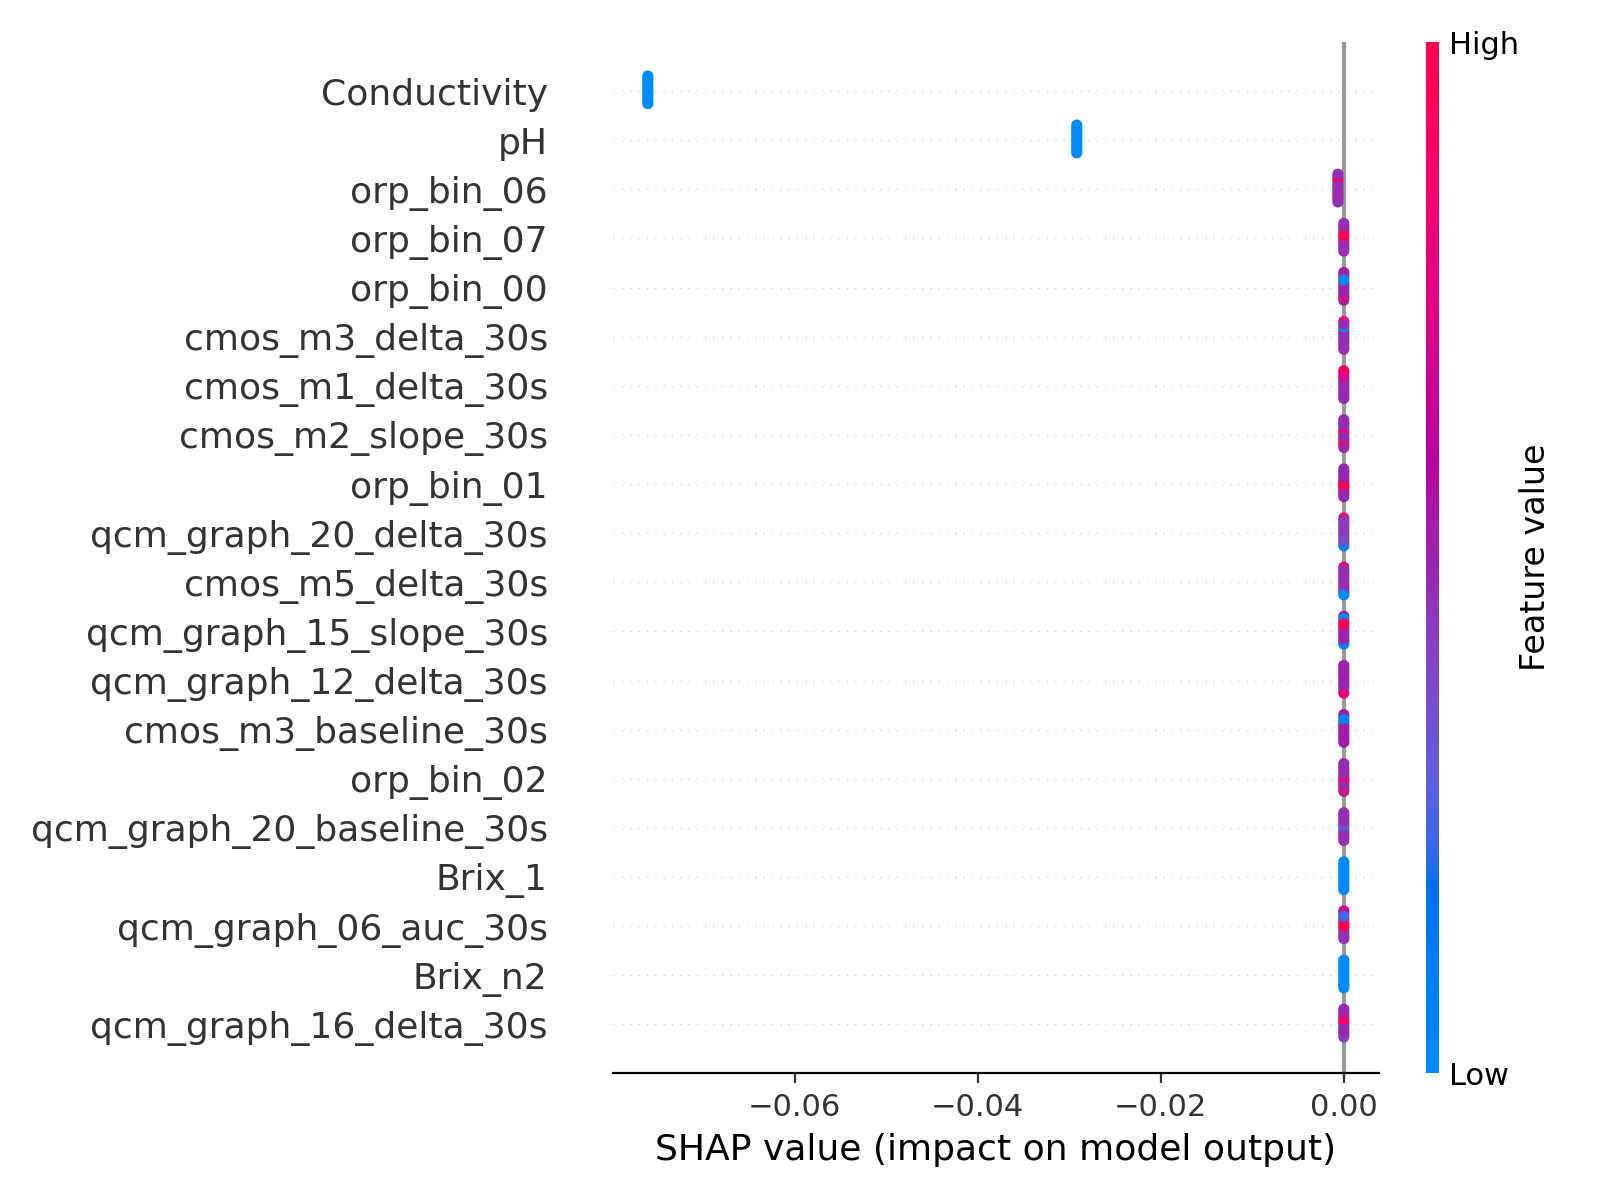 High
Conductivity
pH
orp_bin_06
orp_bin_07
orp_bin_00
cmos_m3_delta_30s
cmos_m1_delta_30s
cmos_m2_slope_30s
orp_bin_01
qcm_graph_20_delta_30s
cmos_m5_delta_30s
qcm_graph_15_slope_30s
qcm_graph_12_delta_30s
cmos_m3_baseline_30s
orp_bin_02
qcm_graph_20_baseline_30s
Brix_1
qcm_graph_06_auc_30s
Brix_n2
qcm_graph_16_delta_30s
Feature value
Low
−0.06 −0.04 −0.02 0.00
SHAP value (impact on model output)